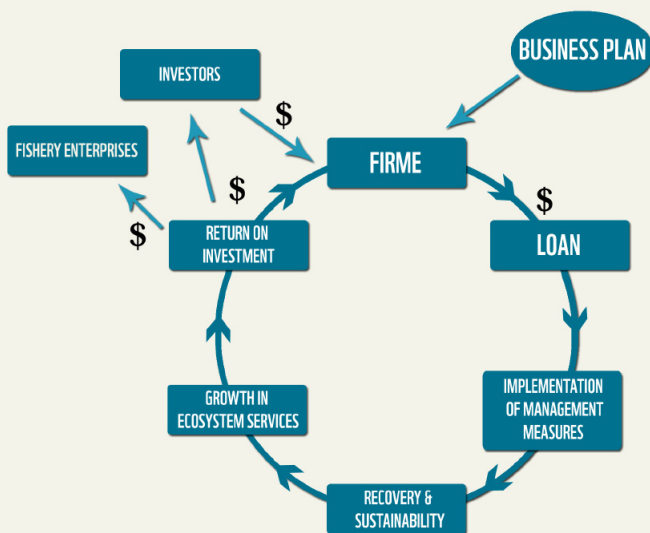 BUSINESS PLAN
INVESTORS
$
FISHERY ENTERPRISES
FIRME
$
$
$
RETURN ON
INVESTMENT
LOAN
GROWTH IN
ECOSYSTEM SERVICES
IMPLEMENTATION
OF MANAGEMENT
MEASURES
RECOVERY &
SUSTAINABILITY